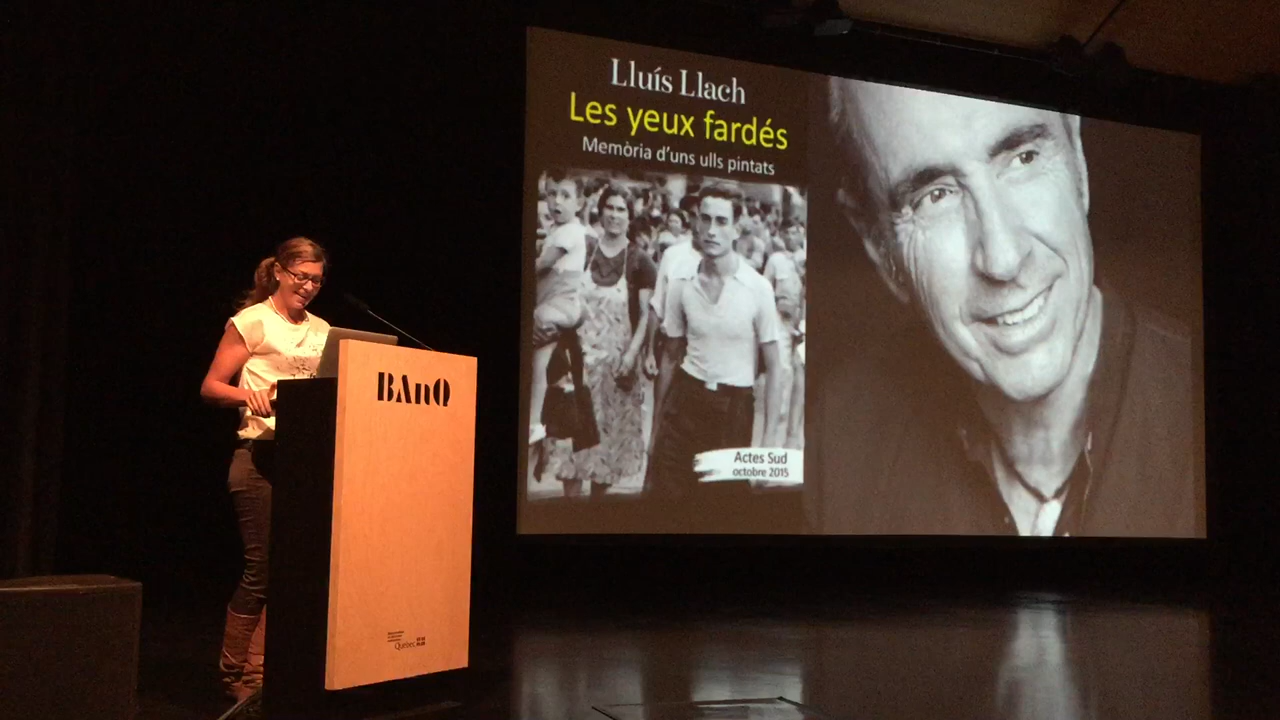 Lluís Llach
Les yeux fardés
Memòria d'uns ulls pintats
Actes Sud
octobre 2015
BAnQ
Québec